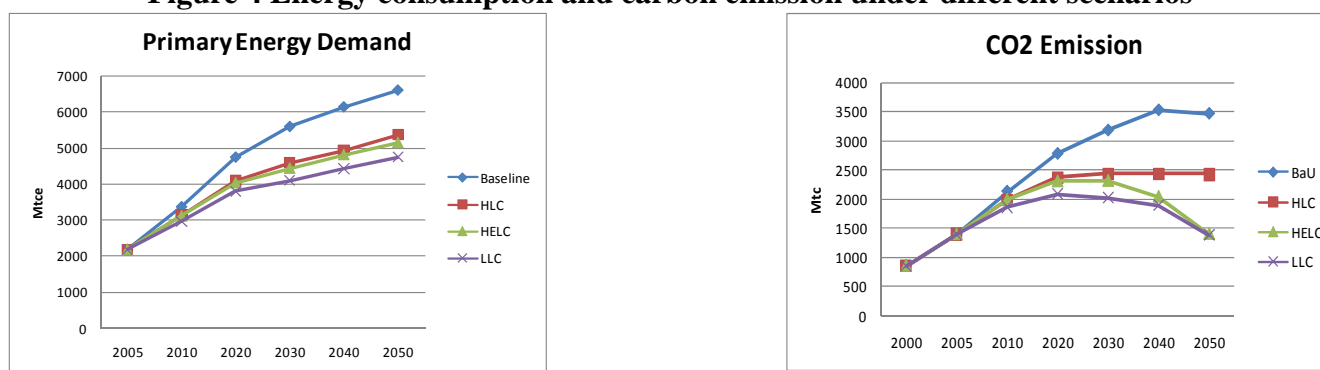 Figure 4 Energy consumption and carbon emission under different scenarios
Primary Energy Demand
7000
6000
5000
4000
3000
2000
1000
0
Mtce
2005 2010 2020 2030 2040 2050
Baseline
HLC
HELC
LLC
CO2 Emission
4000
3500
3000
2500
2000
1500
1000
500
0
Mtc
2000 2005 2010 2020 2030 2040 2050
BaU
HLC
HELC
LLC